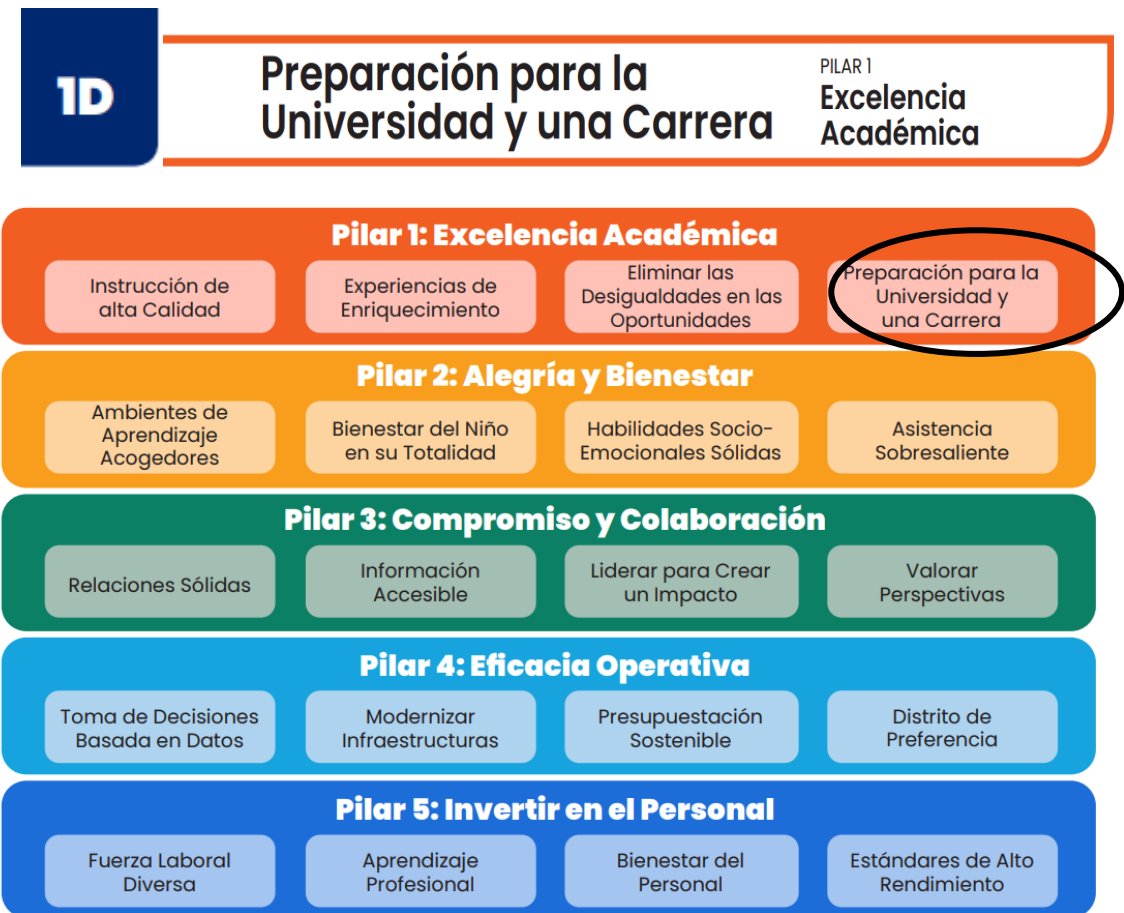 1D
Preparación para la
Universidad y una Carrera
PILAR 1
Excelencia
Académica
Pilar 1: Excelencia Académica
Instrucción de
alta Calidad
Experiencias de
Enriquecimiento
Eliminar las
Desigualdades en las
Oportunidades
Preparación para la
Universidad y
una Carrera
Pilar 2: Alegría y Bienestar
Ambientes de
Aprendizaje
Acogedores
Bienestar del Niño
en su Totalidad
Habilidades Socio-
Emocionales Sólidas
Asistencia
Sobresaliente
Pilar 3: Compromiso y Colaboración
Relaciones Sólidas
Información
Accesible
Liderar para Crear
un Impacto
Valorar
Perspectivas
Pilar 4: Eficacia Operativa
Toma de Decisiones
Basada en Datos
Modernizar
Infraestructuras
Presupuestación
Sostenible
Distrito de
Preferencia
Pilar 5: Invertir en el Personal
Fuerza Laboral
Diversa
Aprendizaje
Profesional
Bienestar del
Personal
Estándares de Alto
Rendimiento